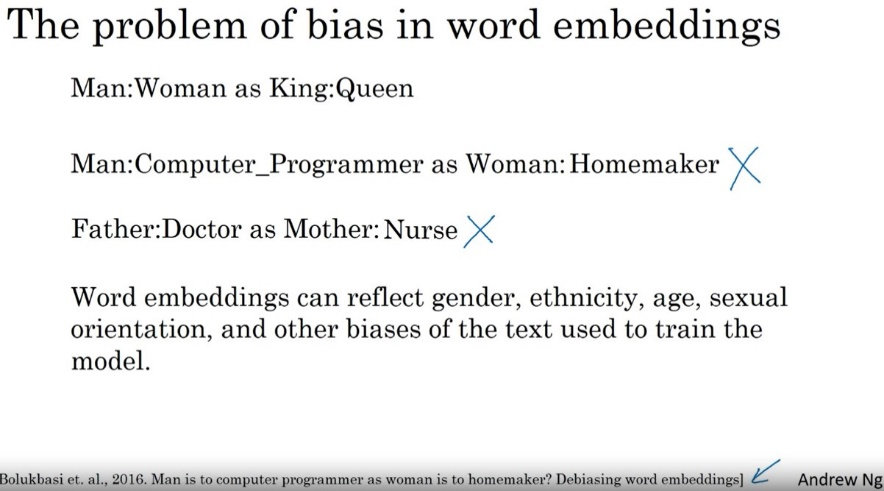 The problem of bias in word embeddings
Man:Woman as King:Queen
Man:Computer_Programmer as Woman:Homemaker
Father:Doctor as Mother:Nurse
Word embeddings can reflect gender, ethnicity, age, sexual
orientation, and other biases of the text used to train the
model.
Bolukbasi et. al., 2016. Man is to computer programmer as woman is to homemaker? Debiasing word embeddings] Andrew Ng